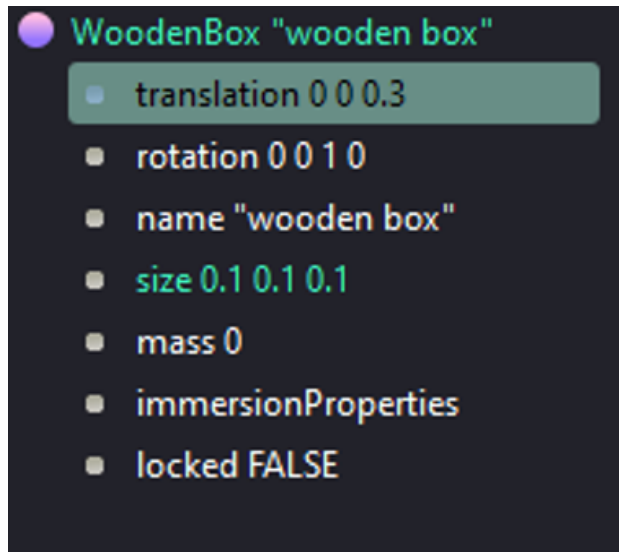 WoodenBox "wooden box"
translation 0 0 0.3
rotation 0 0 1 0
name "wooden box"
size 0.1 0.1 0.1
mass 0
immersionProperties
locked FALSE